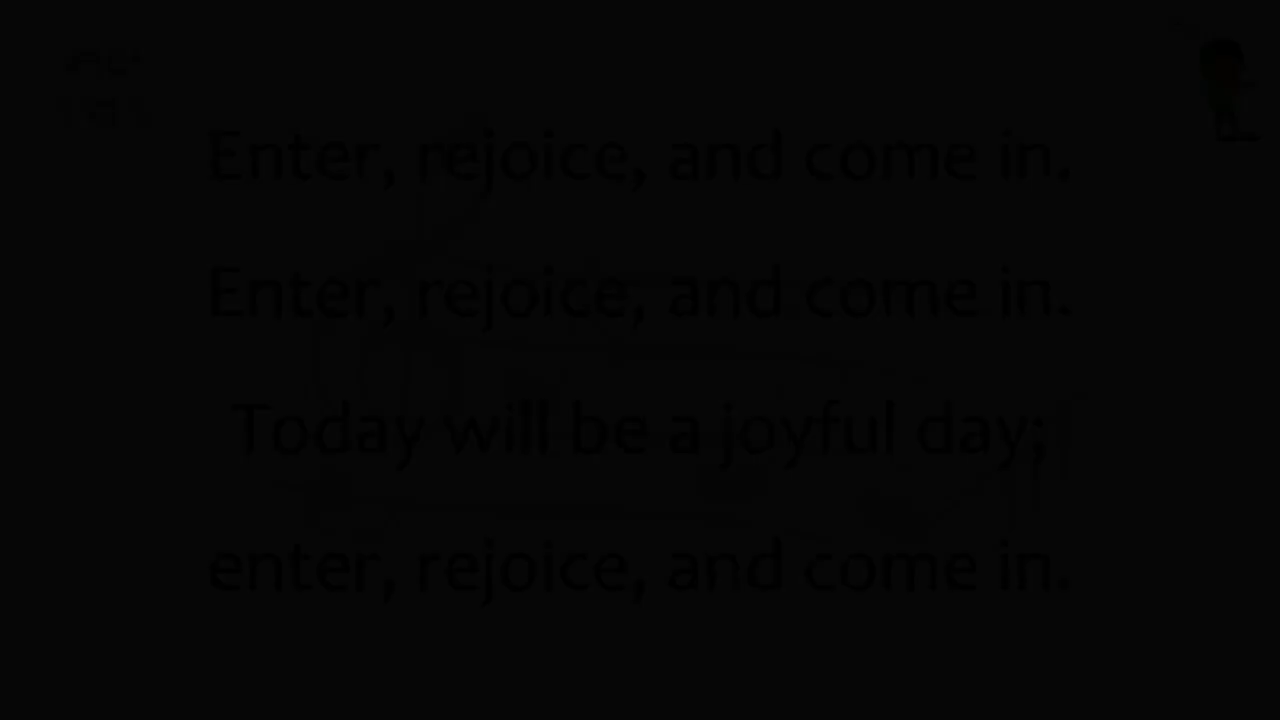 Enter, rejoice, and come in.
Enter, rejoice, and come in.
Today will be a joyful day;
enter, rejoice, and come in.